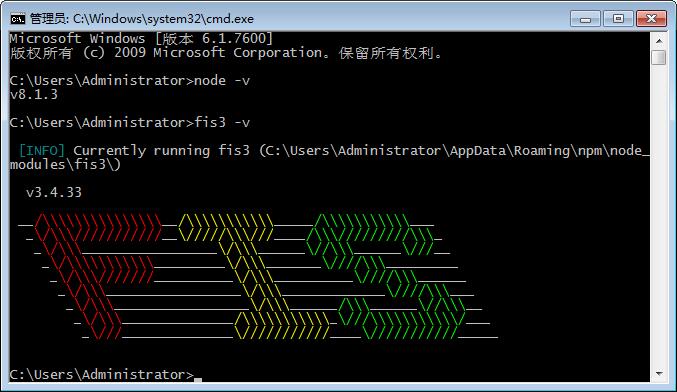 管理员: C:\Windows\system32\cmd.exe
Microsoft Windows [版本 6.1.7600]
版权所有 (c) 2009 Microsoft Corporation。保留所有权利。
C:\Users\Administrator>node -v
v8.1.3
C:\Users\Administrator>fis3 -v
[INFO] Currently running fis3 (C:\Users\Administrator\AppData\Roaming\npm\node_
modules\fis3\)
v3.4.33
C:\Users\Administrator>